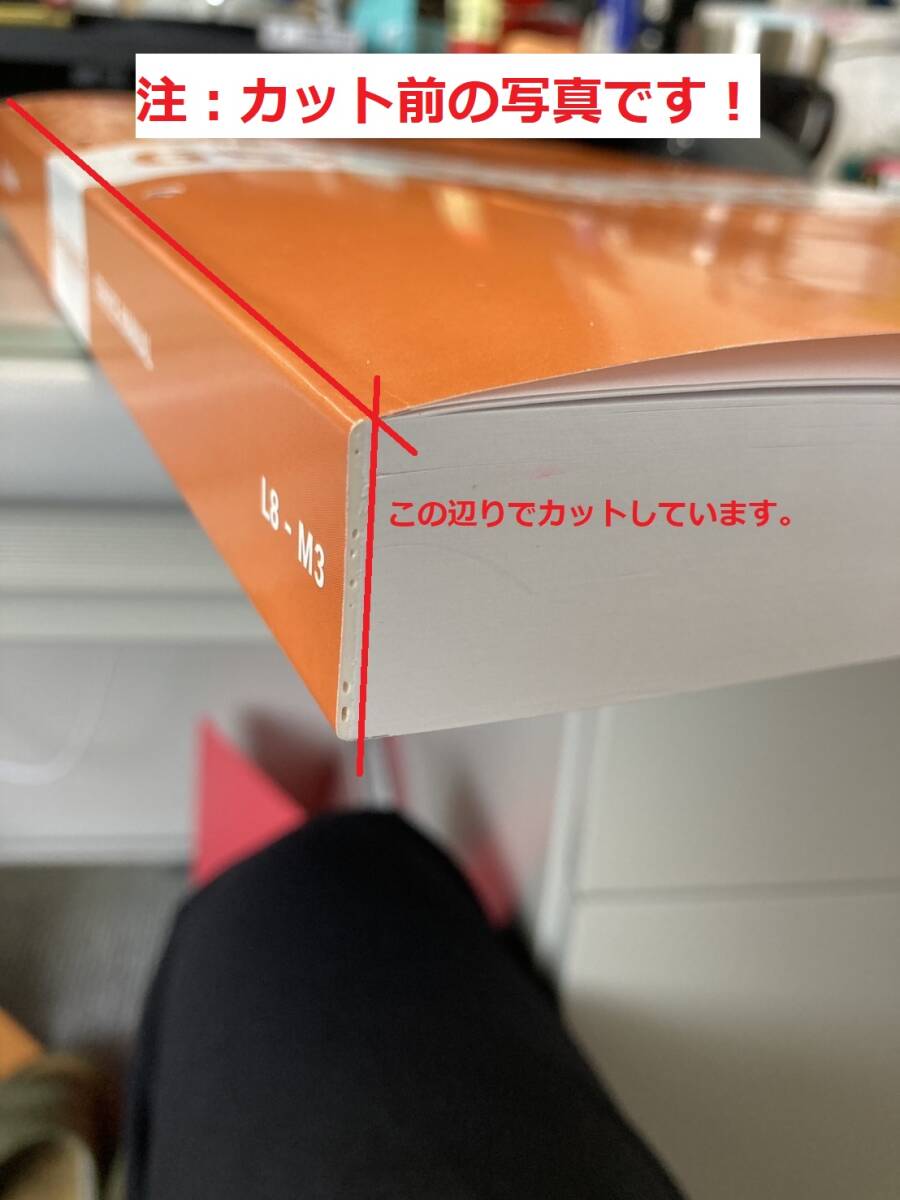 注：カット前の写真です！
この辺りでカットしています。
L8 - M3